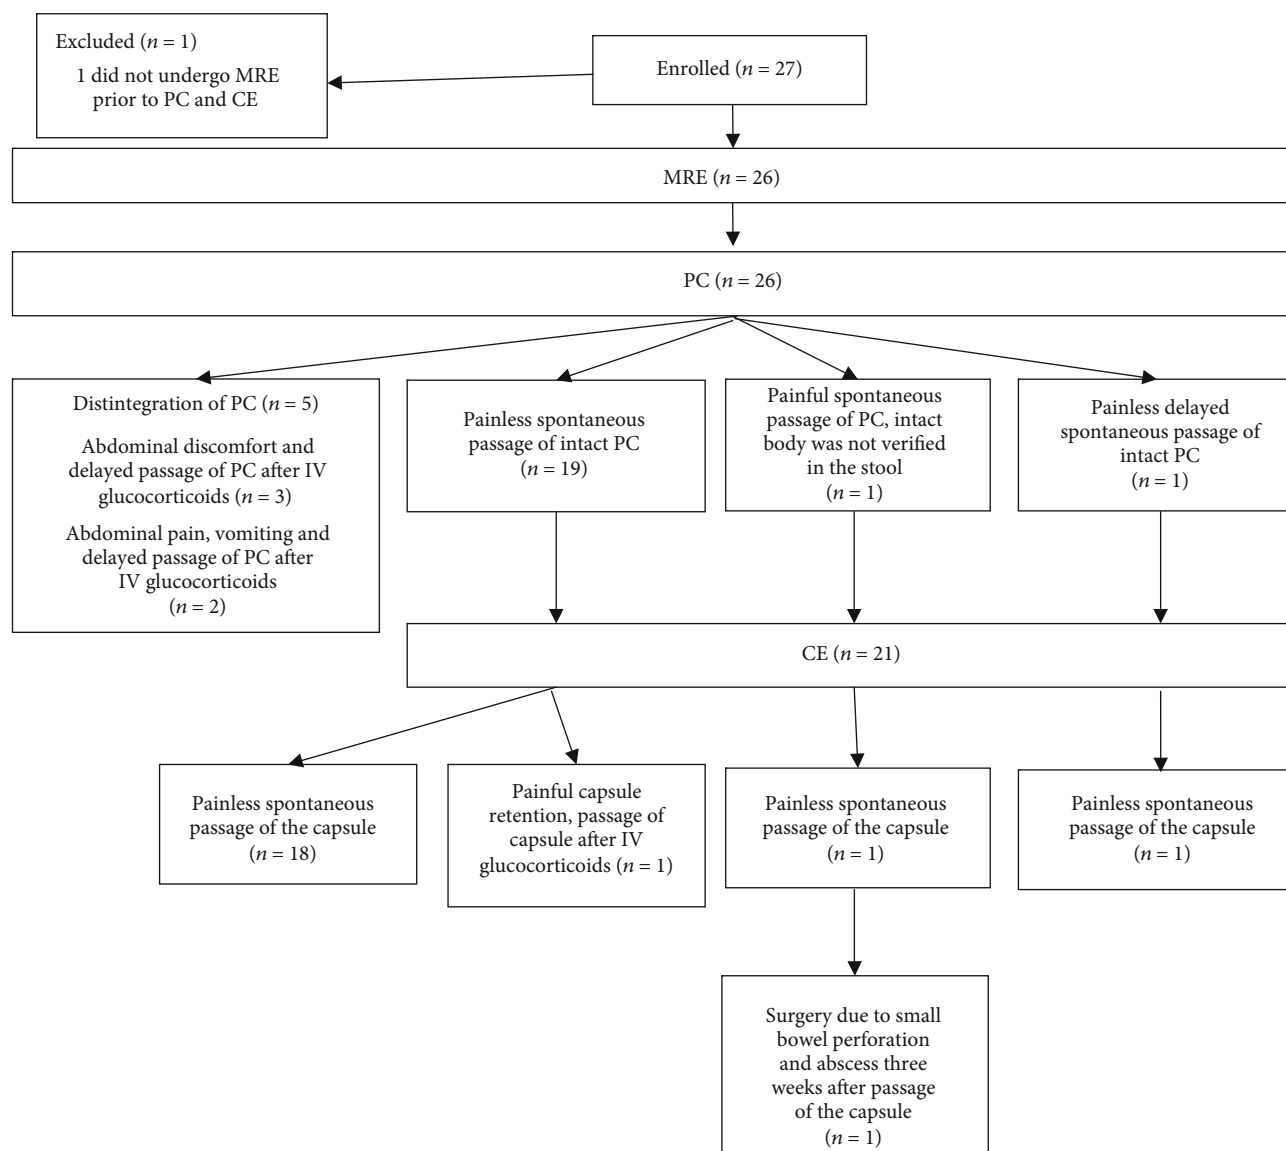 Excluded (n = 1)
1 did not undergo MRE
prior to PC and CE
Enrolled (n = 27)
MRE (n = 26)
PC (n = 26)
Distintegration of PC (n = 5)
Abdominal discomfort and
delayed passage of PC after IV
glucocorticoids (n = 3)
Abdominal pain, vomiting and
delayed passage of PC after
IV glucocorticoids
(n = 2)
Painless spontaneous
passage of intact PC
(n = 19)
Painful spontaneous
passage of PC, intact
body was not verified
in the stool
(n = 1)
Painless delayed
spontaneous passage of
intact PC
(n = 1)
CE (n = 21)
Painless spontaneous
passage of the capsule
(n = 18)
Painful capsule
retention, passage of
capsule after IV
glucocorticoids (n = 1)
Painless spontaneous
passage of the capsule
(n = 1)
Painless spontaneous
passage of the capsule
(n = 1)
Surgery due to small
bowel perforation
and abscess three
weeks after passage
of the capsule
(n = 1)